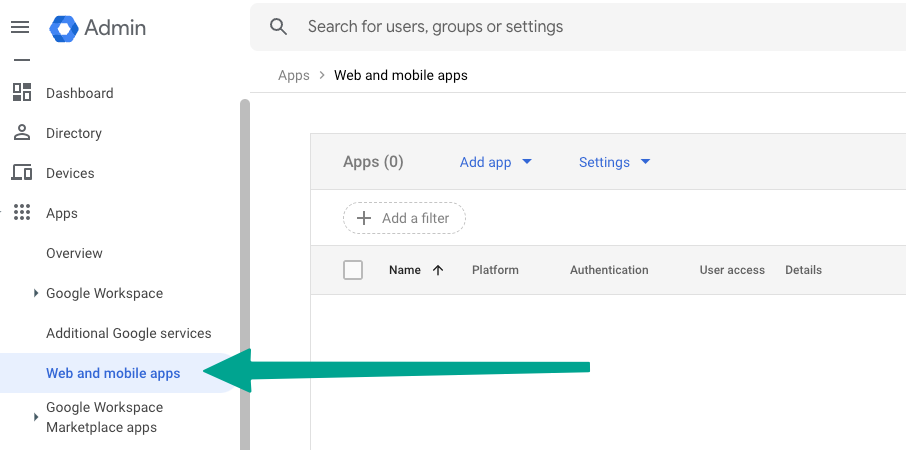 Admin
Search for users, groups or settings
Apps > Web and mobile apps
Dashboard
Directory
Devices
Apps
Overview
Google Workspace
Additional Google services
Web and mobile apps
Google Workspace
Marketplace apps
Apps (0) Add app Settings
Add a filter
Name Platform Authentication User access Details